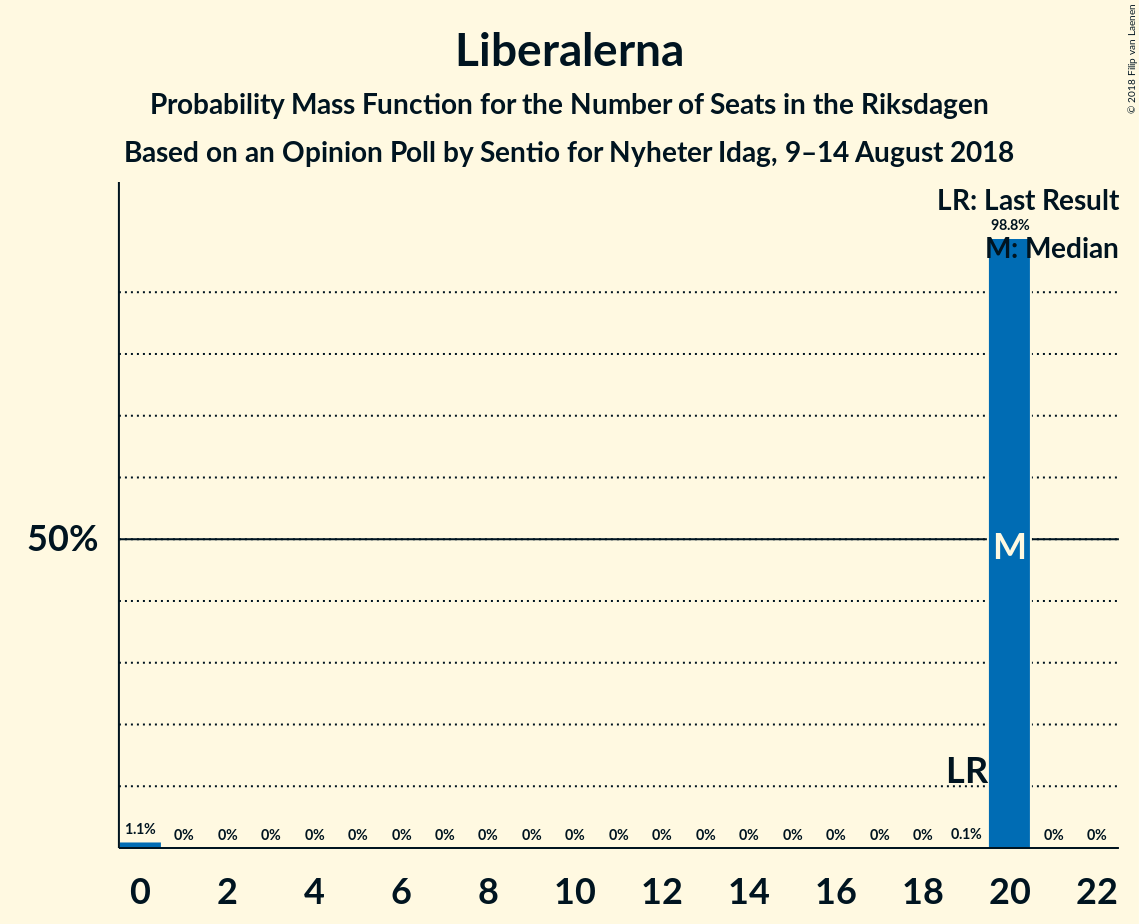 Liberalerna
Probability Mass Function for the Number of Seats in the Riksdagen
Based on an Opinion Poll by Sentio for Nyheter Idag, 9–14 August 2018
© 2018 Filip van Laenen
LR: Last Result
98.8%
M: Median
50%
M
LR
1.1% 0% 0% 0% 0% 0% 0% 0% 0% 0% 0% 0% 0% 0% 0% 0% 0% 0% 0% 0.1% 0% 0%
0 2 4 6 8 10 12 14 16 18 20 22